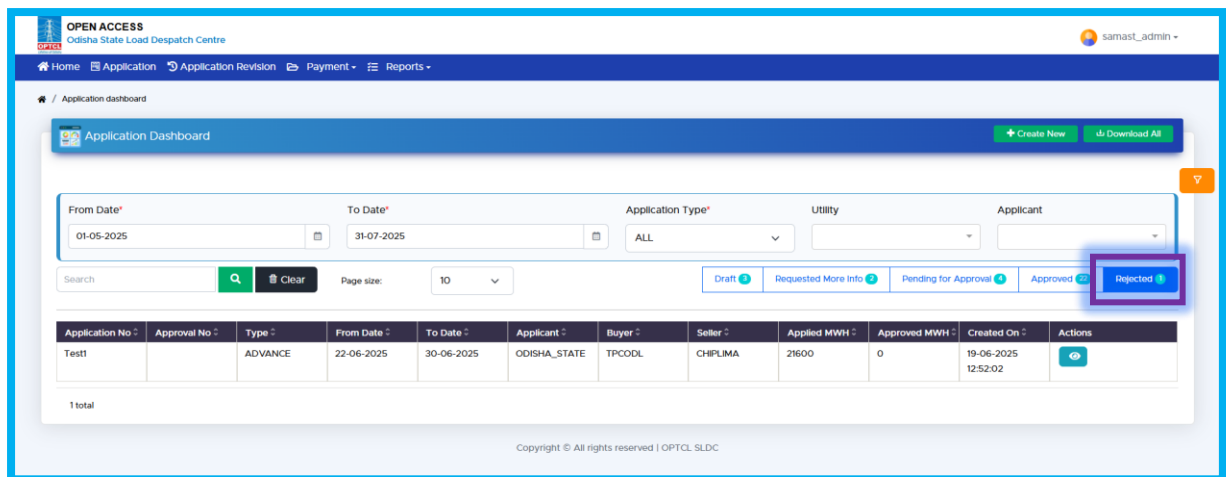 OPEN ACCESS
Odisha State Load Despatch Centre
OPTCL
samast_admin
Home Application Application Revision Payment Reports
/ Application dashboard
Application Dashboard
+ Create New Download All
From Date* To Date* Application Type* Utility Applicant
01-05-2025 31-07-2025 ALL
Search Clear Page size: 10 Draft 3 Requested More Info 2 Pending for Approval 4 Approved 22 Rejected 1
Application No Approval No Type From Date To Date Applicant Buyer Seller Applied MWH Approved MWH Created On Actions
Test1 ADVANCE 22-06-2025 30-06-2025 ODISHA_STATE TPCODL CHIPLIMA 21600 0 19-06-2025
12:52:02
1 total
Copyright © All rights reserved | OPTCL SLDC